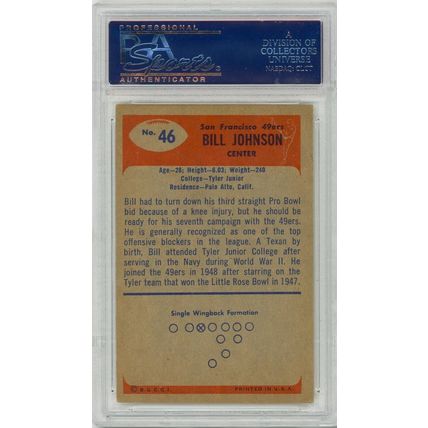 PROFESSIONAL
PSA
Sports
AUTHENTICATOR
A
DIVISION OF
COLLECTORS
UNIVERSE
NASDAQ: CLCT
No. 46
San Francisco 49ers
BILL JOHNSON
CENTER
Age—28; Height—6.03; Weight—240
College—Tyler Junior
Residence—Palo Alto, Calif.
Bill had to turn down his third straight Pro Bowl
bid because of a knee injury, but he should be
ready for his seventh campaign with the 49ers.
He is generally recognized as one of the top
offensive blockers in the league. A Texan by
birth, Bill attended Tyler Junior College after
serving in the Navy during World War II. He
joined the 49ers in 1948 after starring on the
Tyler team that won the Little Rose Bowl in 1947.
Single Wingback Formation
© B.G.C.C.I.
PRINTED IN U.S.A.